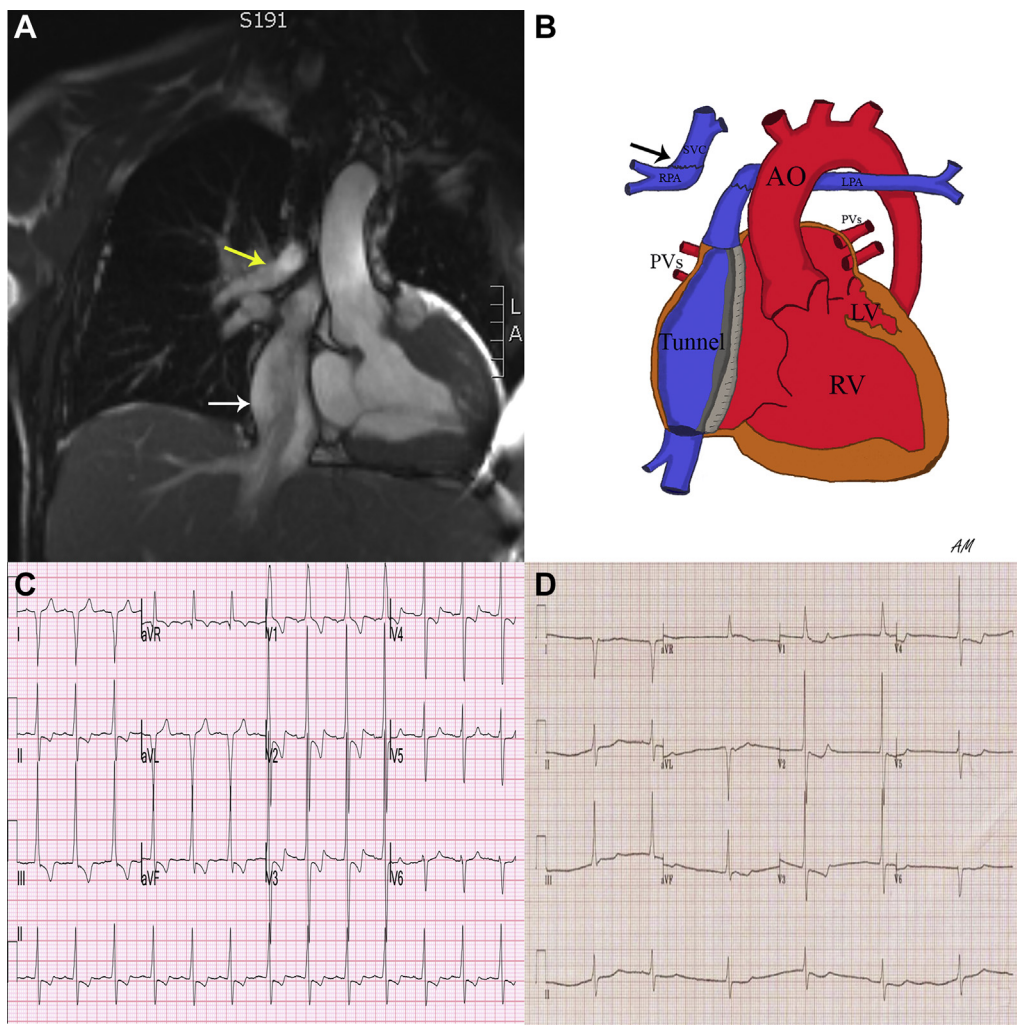 A
S191
L
A
B
SVC
RPA
AO
LPA
PVs
PVs
LV
Tunnel
RV
AM
C
I
aVR
V1
V4
II
aVL
V2
V5
III
aVF
V3
V6
II
D
I
aVR
V1
V4
II
aVL
V2
V5
III
aVF
V3
V6
II